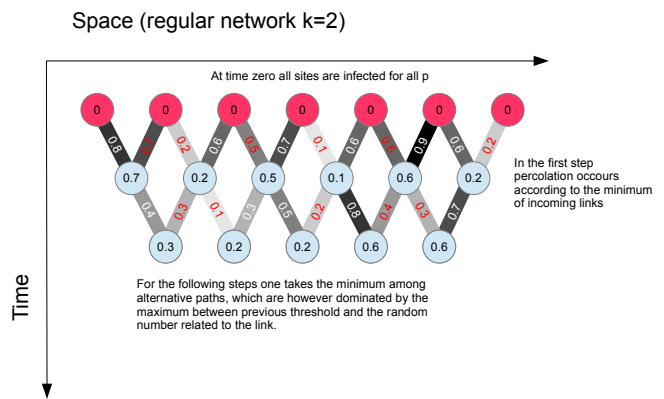 Space (regular network k=2)
At time zero all sites are infected for all p
0 0 0 0 0 0 0
0.8 0.7 0.2 0.6 0.5 0.7 0.1 0.6 0.6 0.9 0.6 0.2
0.7 0.2 0.5 0.1 0.6 0.2
In the first step
percolation occours
according to the minimum
of incoming links
0.4 0.3 0.1 0.3 0.5 0.2 0.8 0.4 0.3 0.7
0.3 0.2 0.2 0.6 0.6
For the following steps one takes the minimum among
alternative paths, which are however dominated by the
maximum between previous threshold and the random
number related to the link.
Time